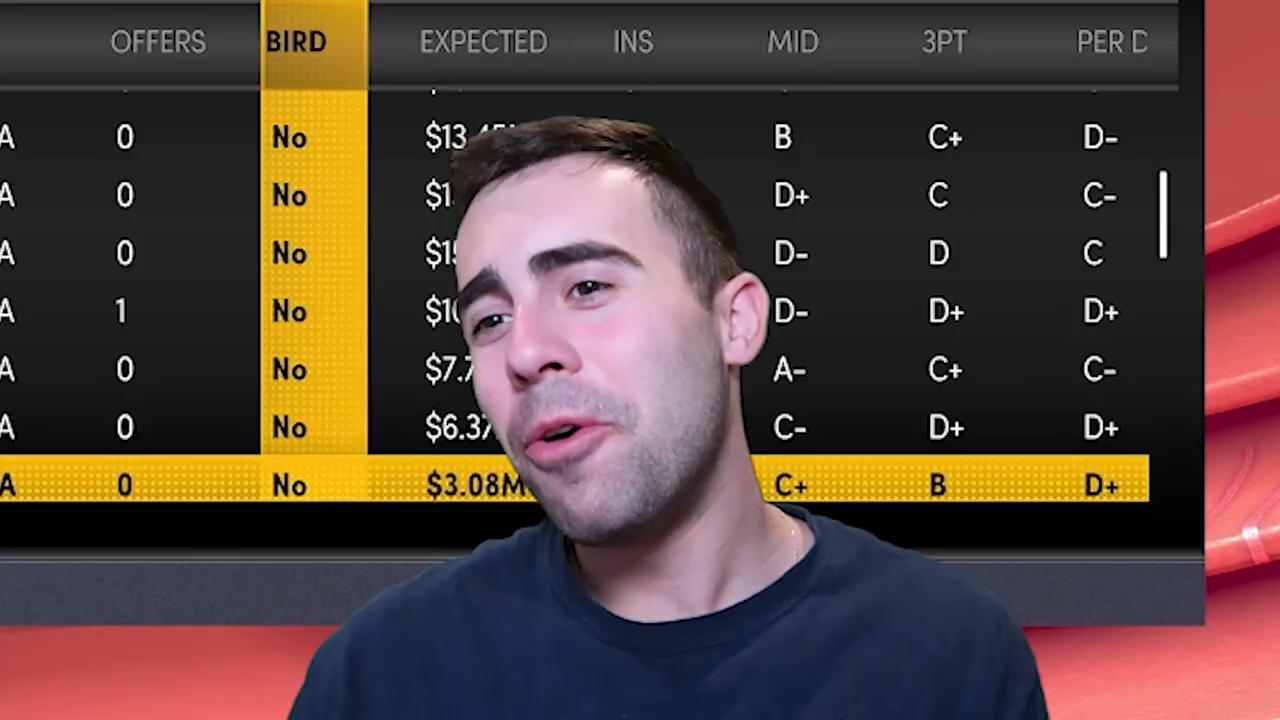 OFFERS BIRD EXPECTED INS MID 3PT PER D
A 0 No B C+ D-
A 0 No D+ C C-
A 0 No D- D C
A 1 No D- D+ D+
A 0 No A- C+ C-
A 0 No C- D+ D+
A 0 No $3.08M C+ B D+